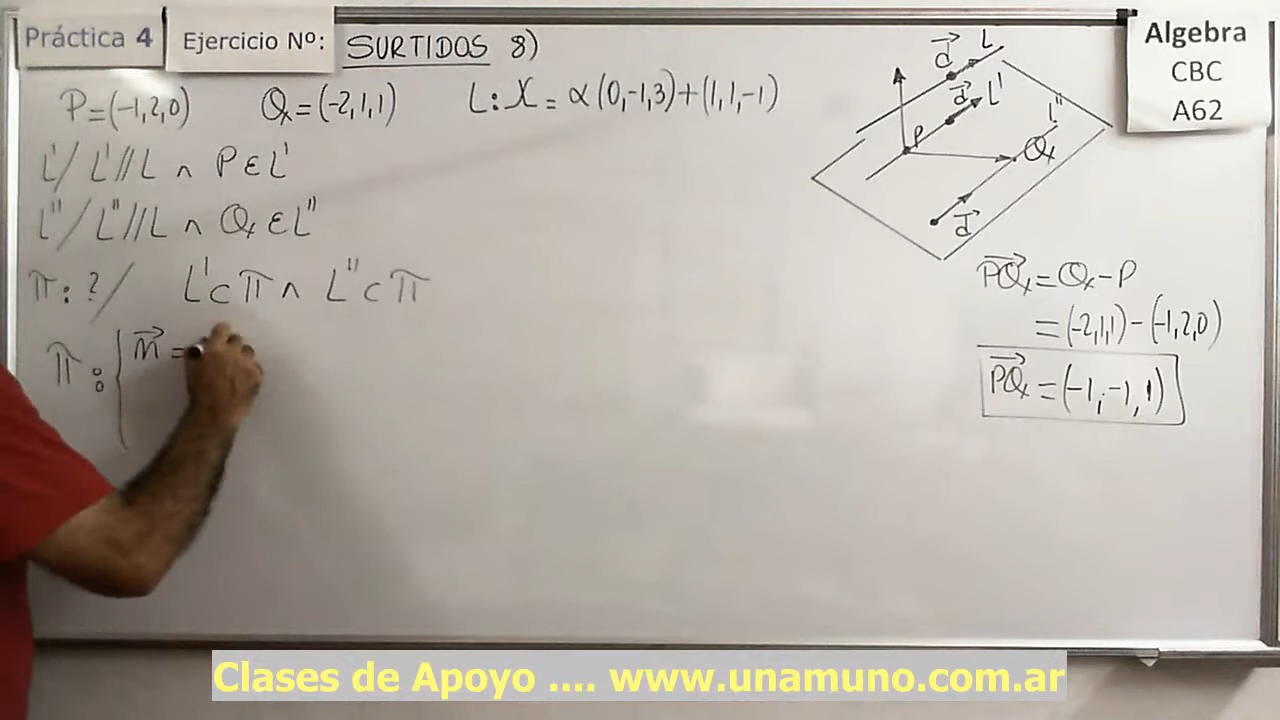 Práctica 4 Ejercicio Nº: SURTIDOS 8)
Algebra
CBC
A62
P=(-1,2,0) Q=(-2,1,1) L: X = α(0,-1,3)+(1,1,-1)
L'/ L'//L ∧ P ∈ L'
L''/ L''//L ∧ Q ∈ L''
π: ?/ L' ⊂ π ∧ L'' ⊂ π
π: { n⃗ =
d⃗ L
d⃗ L'
P L''
Q
d⃗
PQ⃗ = Q-P
= (-2,1,1) - (-1,2,0)
PQ⃗ = (-1,-1,1)
Clases de Apoyo .... www.unamuno.com.ar